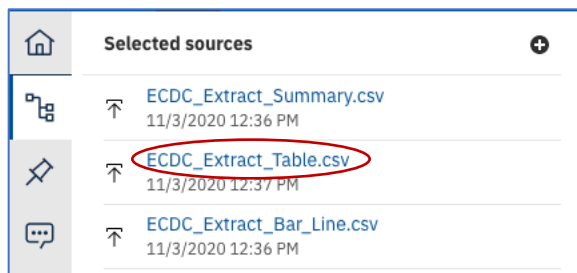 Selected sources
ECDC_Extract_Summary.csv
11/3/2020 12:36 PM
ECDC_Extract_Table.csv
11/3/2020 12:37 PM
ECDC_Extract_Bar_Line.csv
11/3/2020 12:36 PM